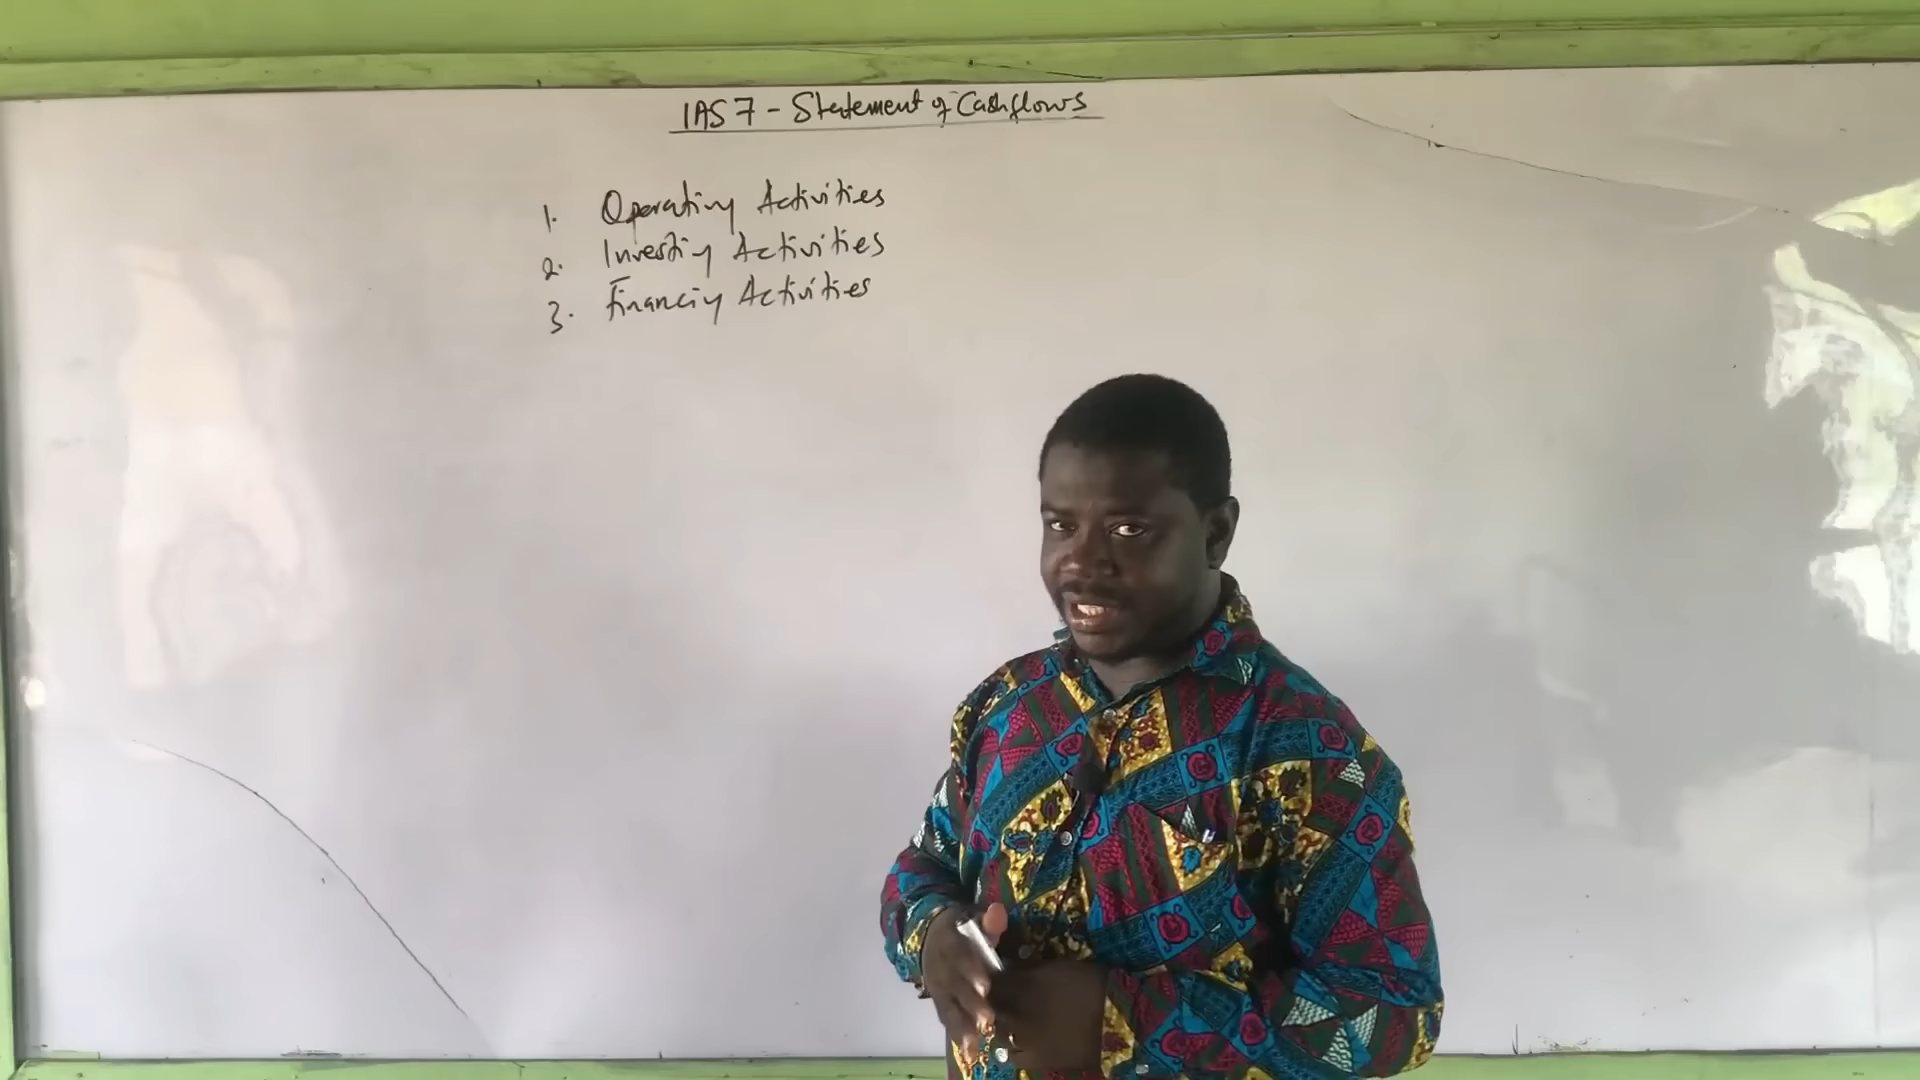 IAS 7 - Statement of Cashflows
1. Operating Activities
2. Investing Activities
3. Financing Activities